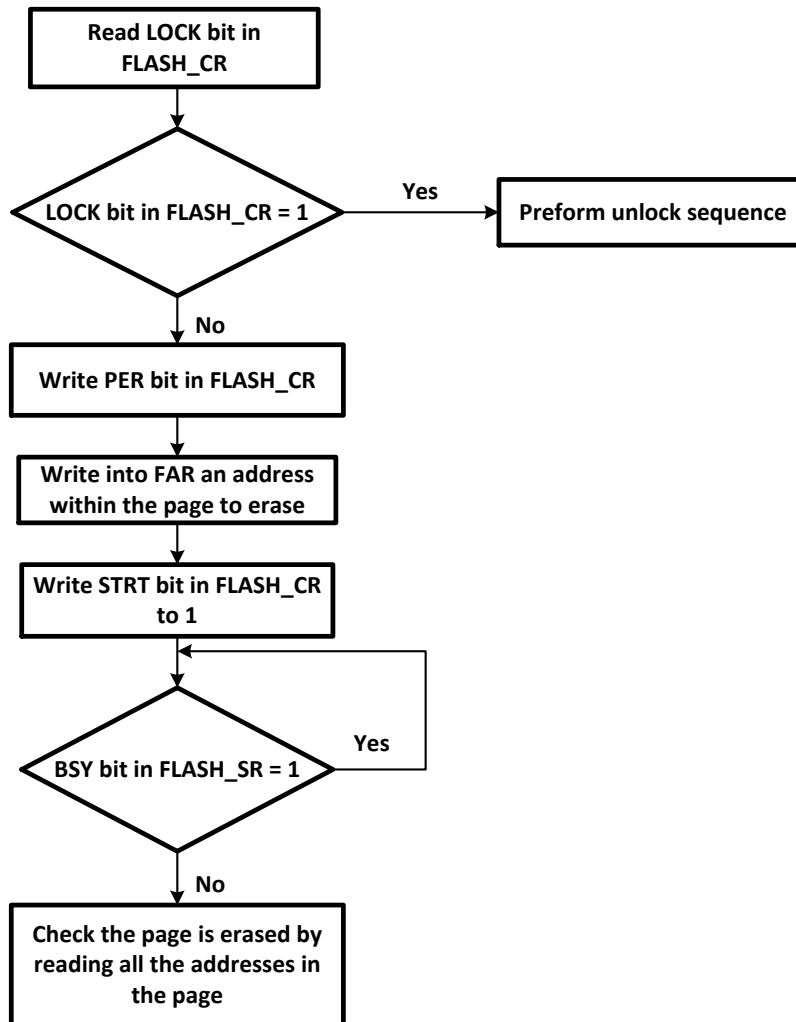 Read LOCK bit in
FLASH_CR
LOCK bit in FLASH_CR = 1
Yes
Preform unlock sequence
No
Write PER bit in FLASH_CR
Write into FAR an address
within the page to erase
Write STRT bit in FLASH_CR
to 1
BSY bit in FLASH_SR = 1
Yes
No
Check the page is erased by
reading all the addresses in
the page